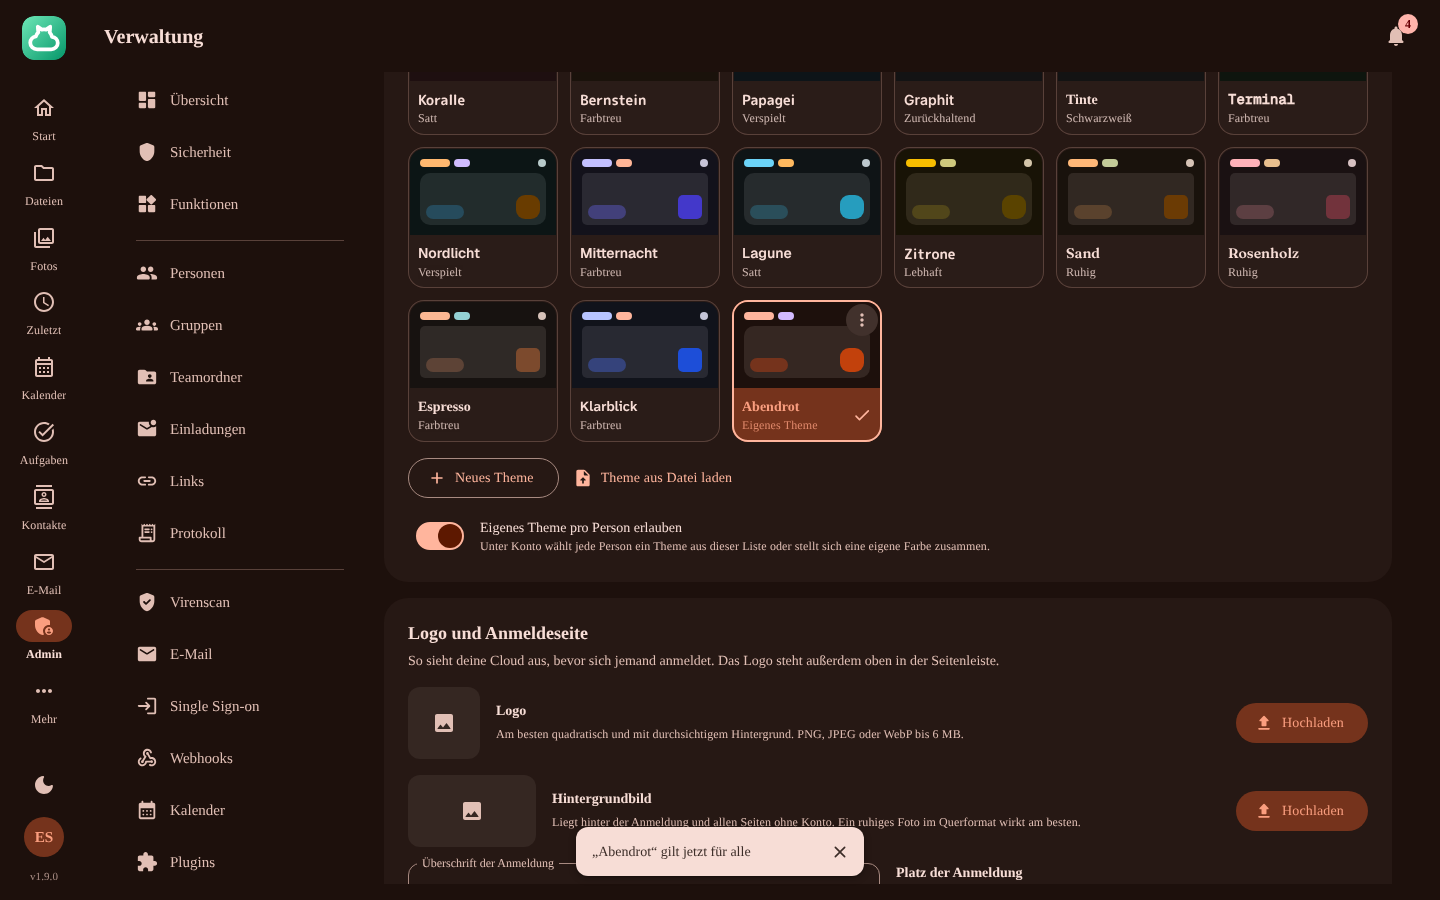 Verwaltung
4
Start
Dateien
Fotos
Zuletzt
Kalender
Aufgaben
Kontakte
E-Mail
Admin
Mehr
ES
v1.9.0
Übersicht
Sicherheit
Funktionen
Personen
Gruppen
Teamordner
Einladungen
Links
Protokoll
Virenscan
E-Mail
Single Sign-on
Webhooks
Kalender
Plugins
Koralle
Satt
Bernstein
Farbtreu
Papagei
Verspielt
Graphit
Zurückhaltend
Tinte
Schwarzweiß
Terminal
Farbtreu
Nordlicht
Verspielt
Mitternacht
Farbtreu
Lagune
Satt
Zitrone
Lebhaft
Sand
Ruhig
Rosenholz
Ruhig
Espresso
Farbtreu
Klarblick
Farbtreu
Abendrot
Eigenes Theme
Neues Theme
Theme aus Datei laden
Eigenes Theme pro Person erlauben
Unter Konto wählt jede Person ein Theme aus dieser Liste oder stellt sich eine eigene Farbe zusammen.
Logo und Anmeldeseite
So sieht deine Cloud aus, bevor sich jemand anmeldet. Das Logo steht außerdem oben in der Seitenleiste.
Logo
Am besten quadratisch und mit durchsichtigem Hintergrund. PNG, JPEG oder WebP bis 6 MB.
Hochladen
Hintergrundbild
Liegt hinter der Anmeldung und allen Seiten ohne Konto. Ein ruhiges Foto im Querformat wirkt am besten.
Hochladen
Überschrift der Anmeldung
Platz der Anmeldung
„Abendrot“ gilt jetzt für alle